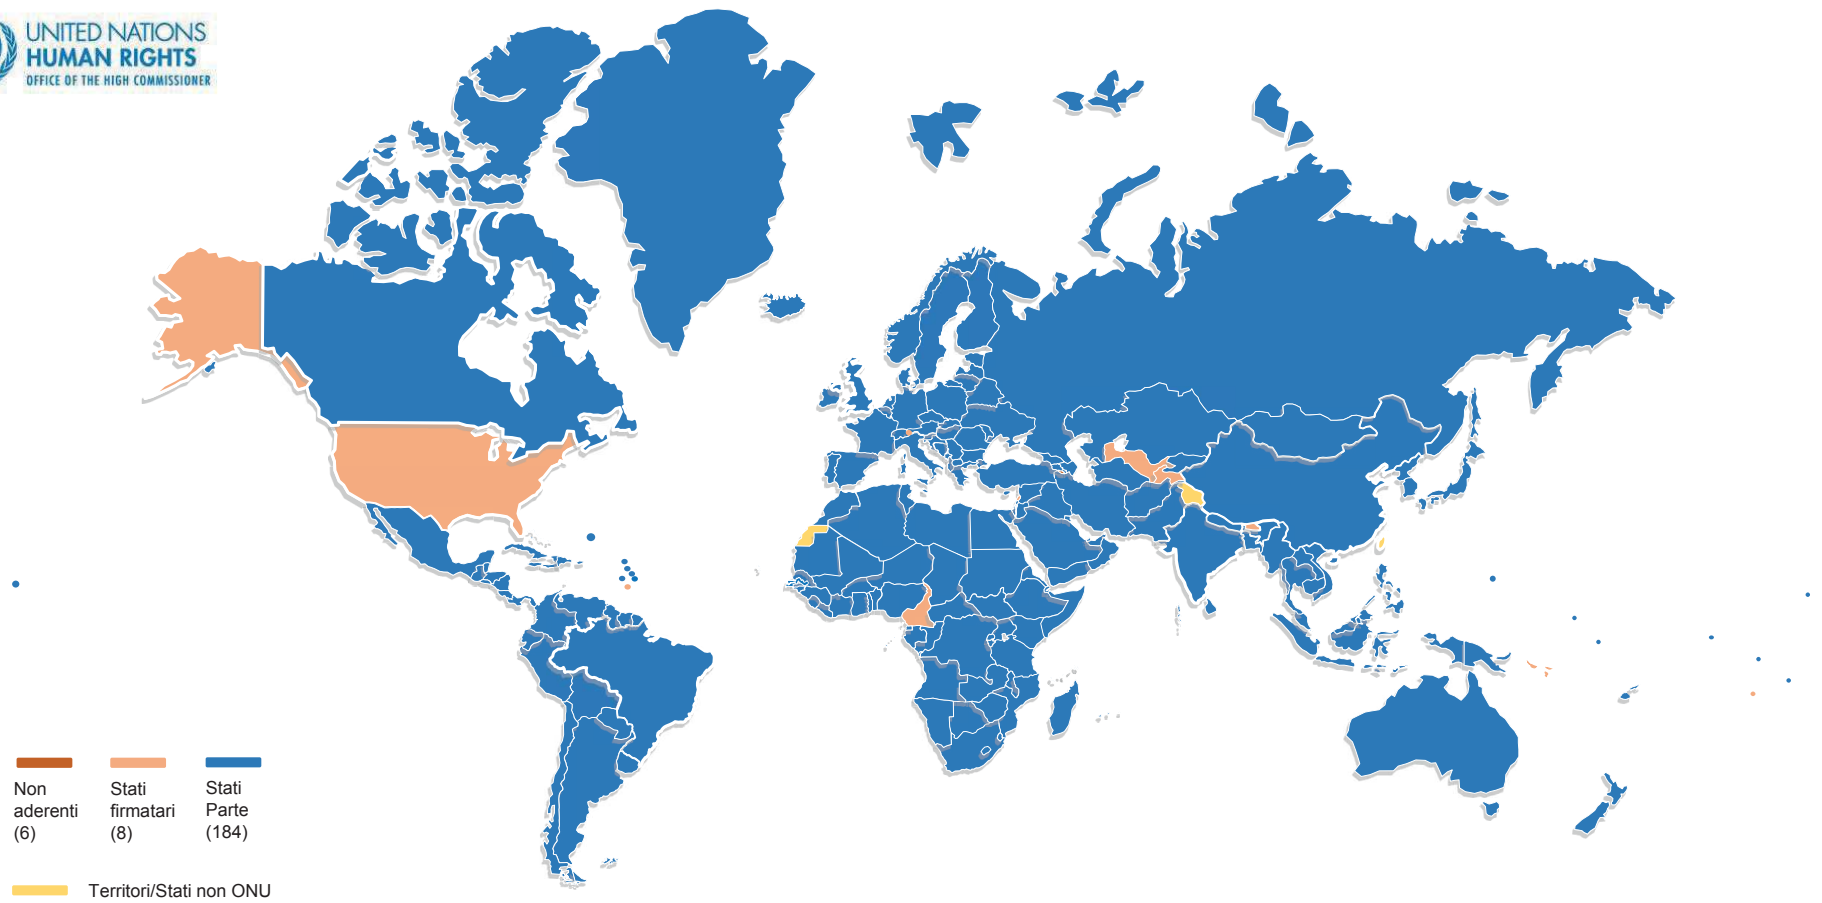 UNITED NATIONS
HUMAN RIGHTS
OFFICE OF THE HIGH COMMISSIONER
Non
aderenti
(6)
Stati
firmatari
(8)
Stati
Parte
(184)
Territori/Stati non ONU